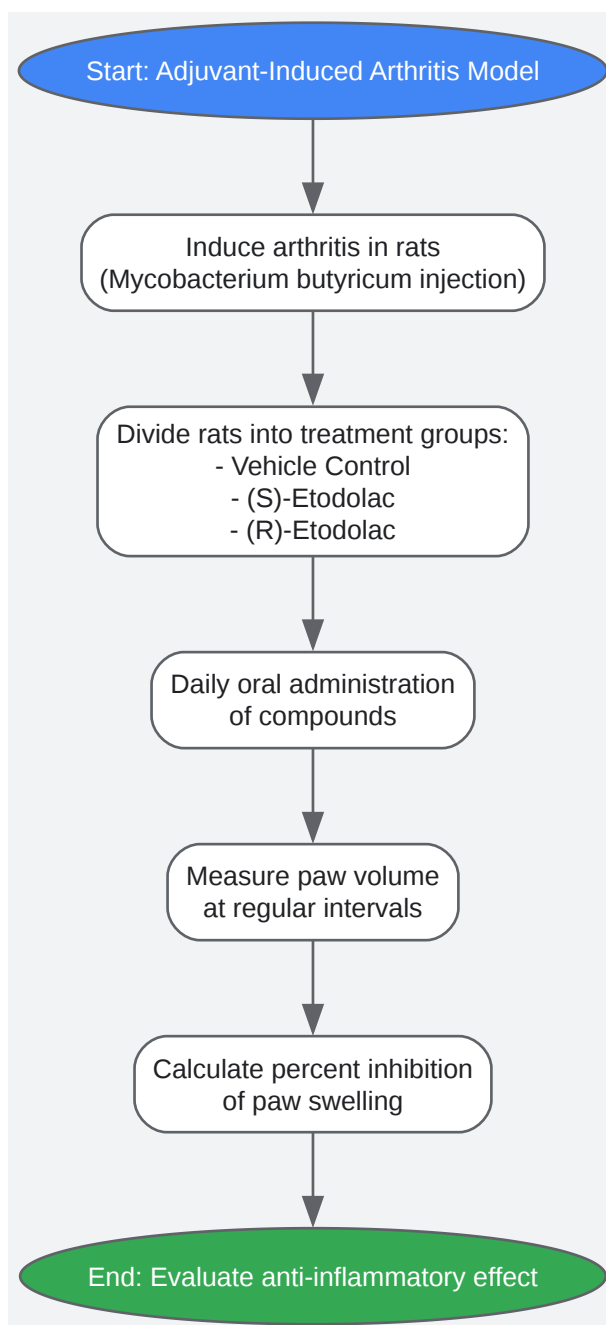 Start: Adjuvant-Induced Arthritis Model
Induce arthritis in rats
(Mycobacterium butyricum injection)
Divide rats into treatment groups:
- Vehicle Control
- (S)-Etodolac
- (R)-Etodolac
Daily oral administration
of compounds
Measure paw volume
at regular intervals
Calculate percent inhibition
of paw swelling
End: Evaluate anti-inflammatory effect